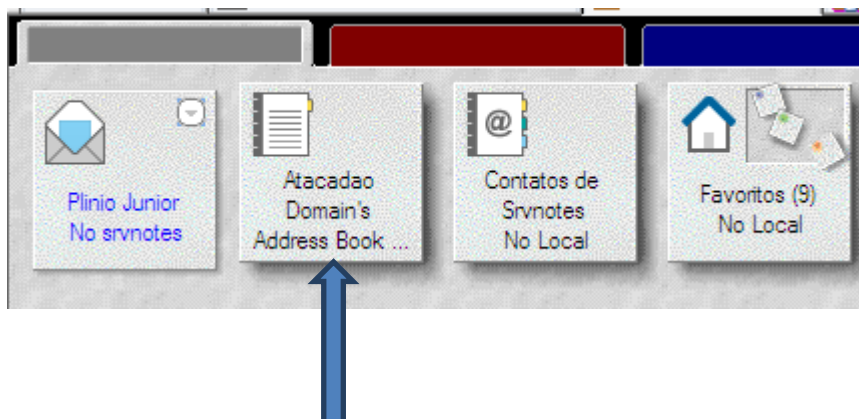 Plinio Junior
No srvnotes
Atacadao
Domain's
Address Book ...
@
Contatos de
Srvnotes
No Local
Favoritos (9)
No Local